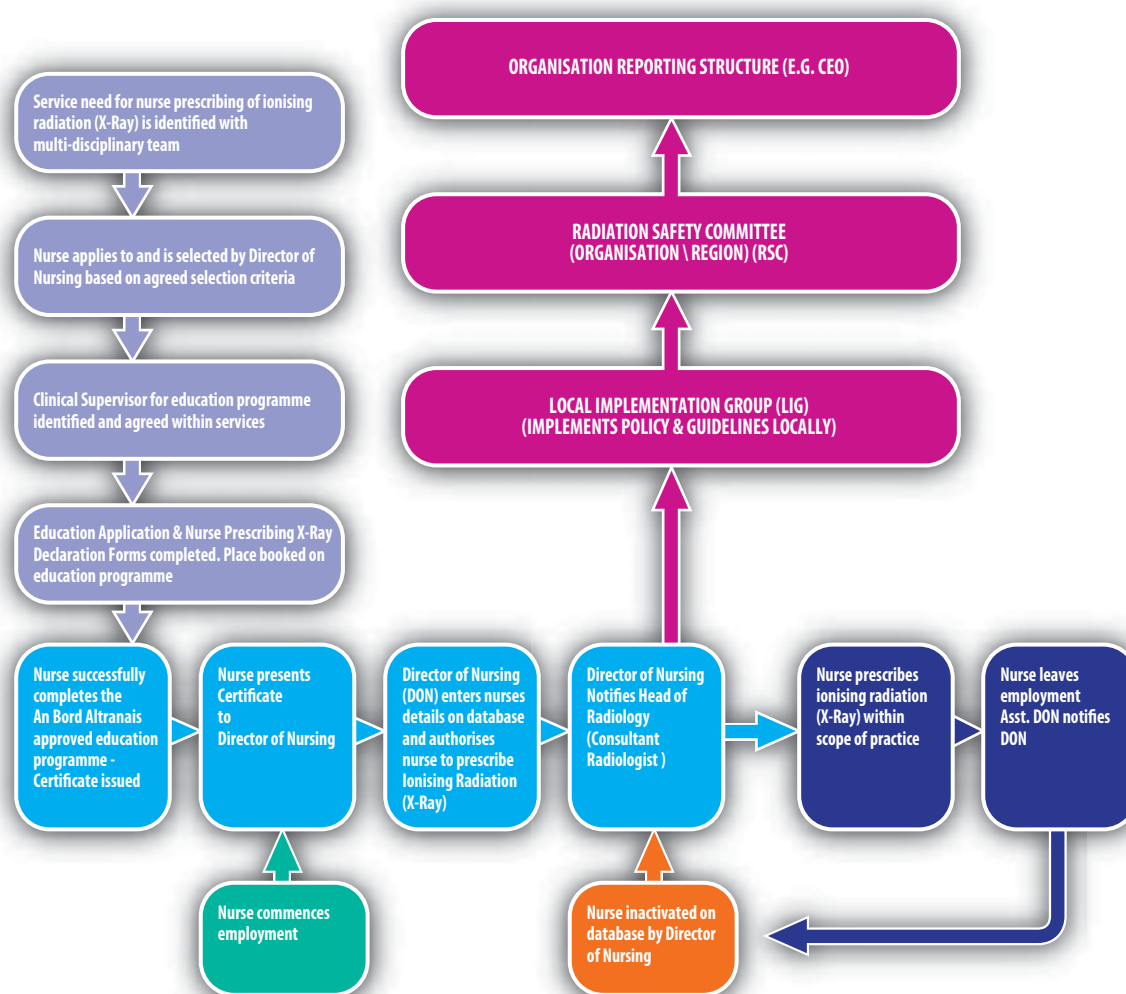 ORGANISATION REPORTING STRUCTURE (E.G. CEO)
Service need for nurse prescribing of ionising
radiation (X-Ray) is identified with
multi-disciplinary team
RADIATION SAFETY COMMITTEE
(ORGANISATION \ REGION) (RSC)
Nurse applies to and is selected by Director of
Nursing based on agreed selection criteria
LOCAL IMPLEMENTATION GROUP (LIG)
(IMPLEMENTS POLICY & GUIDELINES LOCALLY)
Clinical Supervisor for education programme
identified and agreed within services
Education Application & Nurse Prescribing X-Ray
Declaration Forms completed. Place booked on
education programme
Nurse successfully
completes the
An Bord Altranais
approved education
programme -
Certificate issued
Nurse presents
Certificate
to
Director of Nursing
Director of Nursing
(DON) enters nurses
details on database
and authorises
nurse to prescribe
Ionising Radiation
(X-Ray)
Director of Nursing
Notifies Head of
Radiology
(Consultant
Radiologist )
Nurse prescribes
ionising radiation
(X-Ray) within
scope of practice
Nurse leaves
employment
Asst. DON notifies
DON
Nurse commences
employment
Nurse inactivated on
database by Director
of Nursing